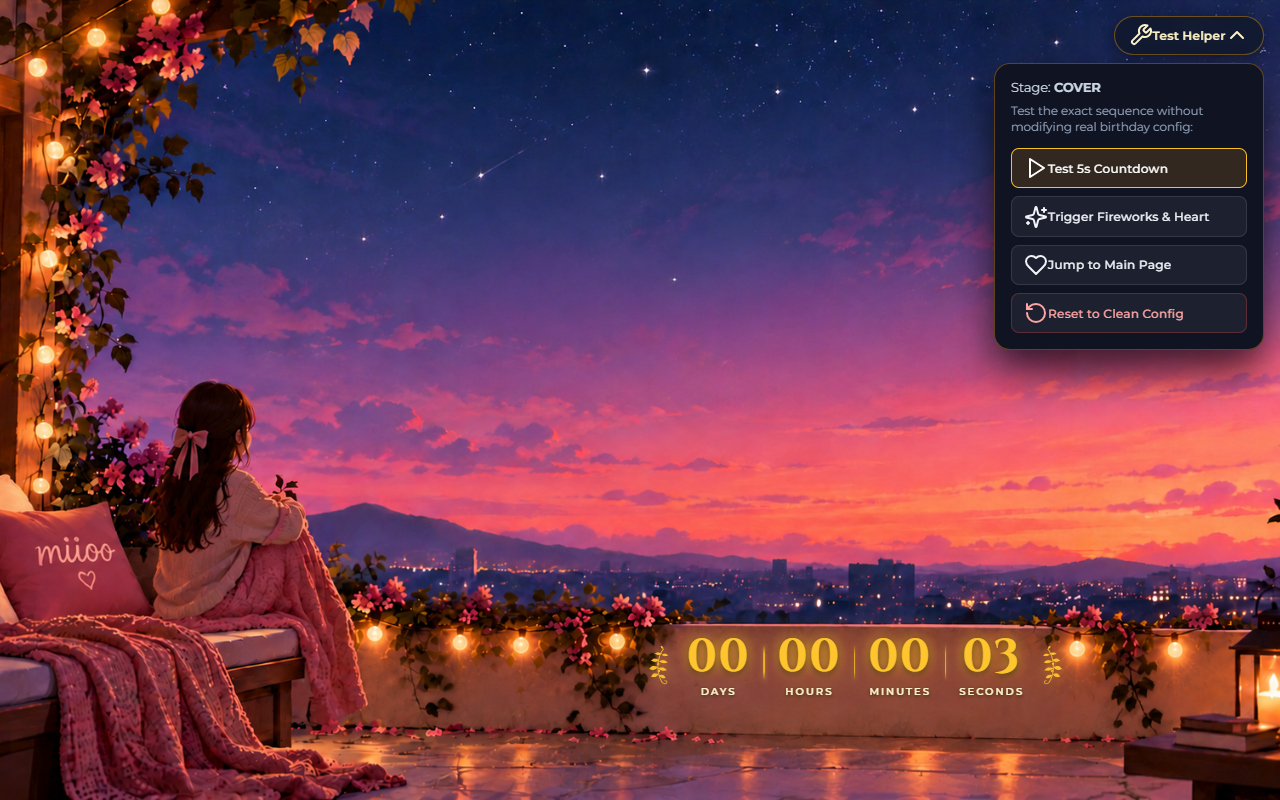 Test Helper
Stage: COVER
Test the exact sequence without
modifying real birthday config:
Test 5s Countdown
Trigger Fireworks & Heart
Jump to Main Page
Reset to Clean Config
miioo
00 00 00 03
DAYS HOURS MINUTES SECONDS